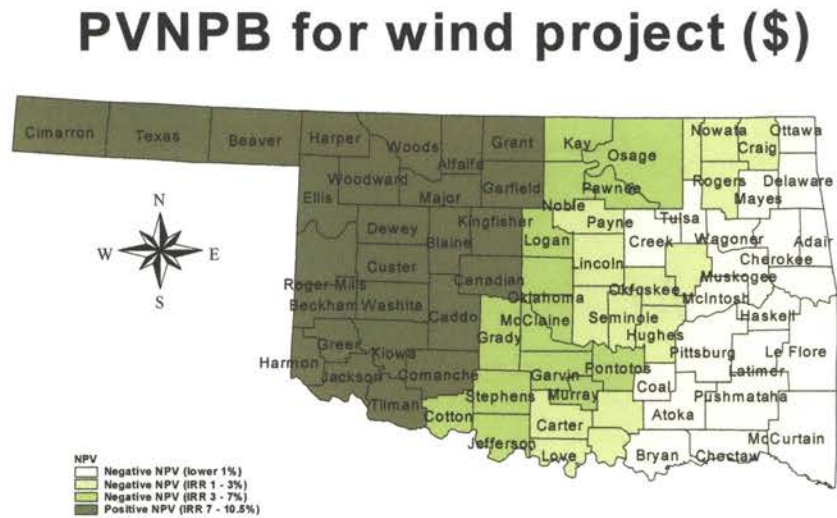 PVNPB for wind project ($)
Cimarron Texas Beaver Harper Woods Alfalfa Grant Kay Osage Nowata Craig Ottawa
Ellis Woodward Major Garfield Noble Pawnee Rogers Mayes Delaware
N
W E
S
Dewey Blaine Kingfisher Logan Payne Creek Tulsa Wagoner Cherokee Adair
Roger Mills Custer Canadian Oklahoma Lincoln Okfuskee Muskogee McIntosh
Beckham Washita Caddo Grady McClaine Seminole Hughes Pittsburg Haskell Le Flore
Harmon Greer Kiowa Comanche Stephens Garvin Murray Pontotos Coal Latimer
Jackson Tilman Cotton Jefferson Carter Love Atoka Pushmataha
Bryan Choctaw McCurtain
NPV
Negative NPV (lower 1%)
Negative NPV (IRR 1 - 3%)
Negative NPV (IRR 3 - 7%)
Positive NPV (IRR 7 - 10.5%)